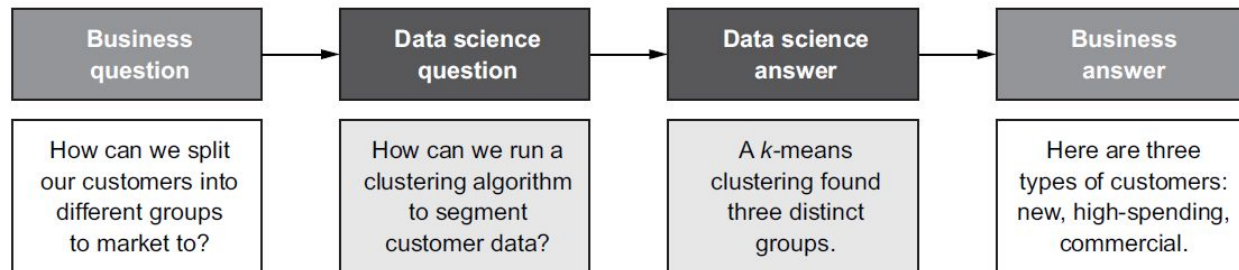 Business
question
Data science
question
Data science
answer
Business
answer
How can we split
our customers into
different groups
to market to?
How can we run a
clustering algorithm
to segment
customer data?
A k-means
clustering found
three distinct
groups.
Here are three
types of customers:
new, high-spending,
commercial.